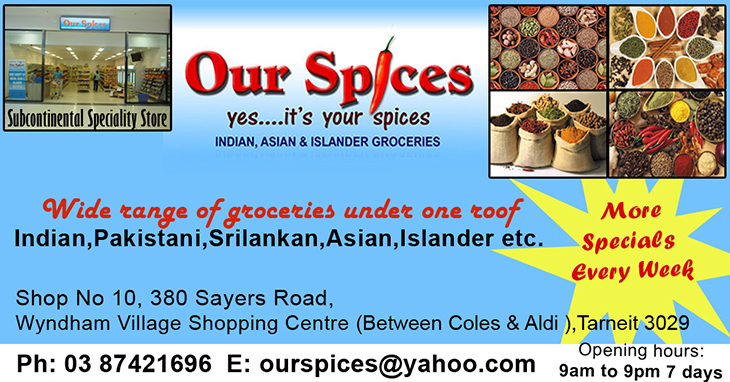 Our Spices
Subcontinental Speciality Store
Our Spices
yes....it's your spices
INDIAN, ASIAN & ISLANDER GROCERIES
Wide range of groceries under one roof
Indian,Pakistani,Srilankan,Asian,Islander etc.
More
Specials
Every Week
Shop No 10, 380 Sayers Road,
Wyndham Village Shopping Centre (Between Coles & Aldi ),Tarneit 3029
Ph: 03 87421696 E: ourspices@yahoo.com
Opening hours:
9am to 9pm 7 days